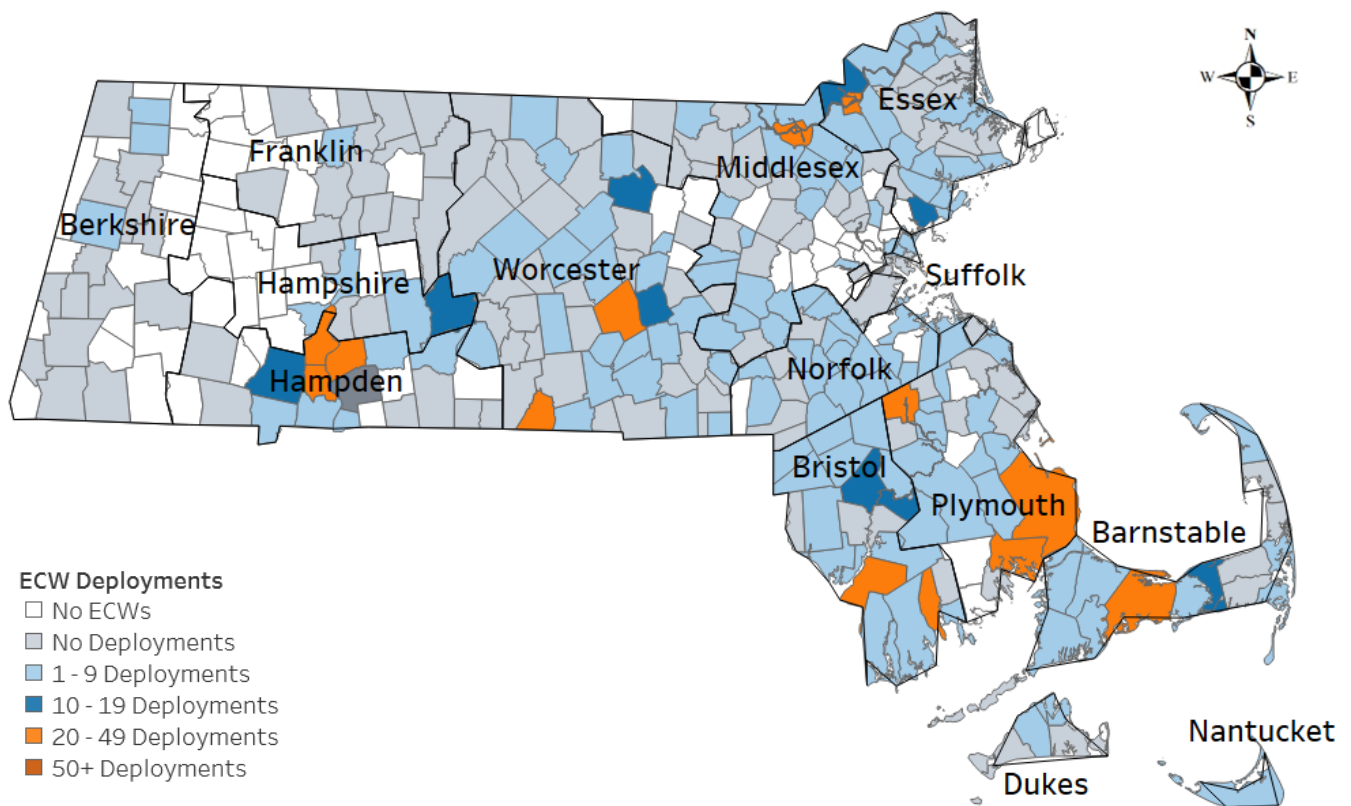 N
W E
S
Essex
Franklin
Middlesex
Berkshire
Worcester
Suffolk
Hampshire
Norfolk
Hampden
Bristol
Plymouth
Barnstable
ECW Deployments
No ECWs
No Deployments
1 - 9 Deployments
10 - 19 Deployments
20 - 49 Deployments
50+ Deployments
Nantucket
Dukes